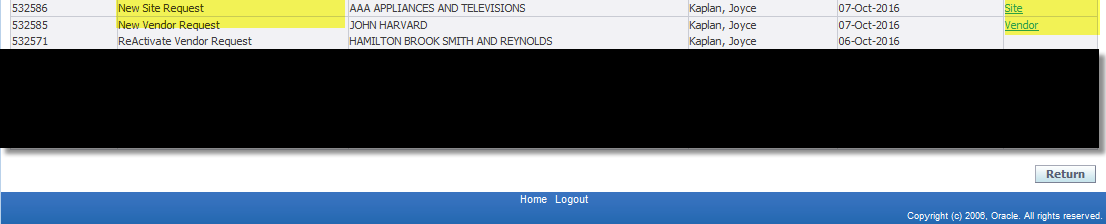 532586 New Site Request AAA APPLIANCES AND TELEVISIONS Kaplan, Joyce 07-Oct-2016 Site
532585 New Vendor Request JOHN HARVARD Kaplan, Joyce 07-Oct-2016 Vendor
532571 ReActivate Vendor Request HAMILTON BROOK SMITH AND REYNOLDS Kaplan, Joyce 06-Oct-2016
Return
Home Logout
Copyright (c) 2006, Oracle. All rights reserved.